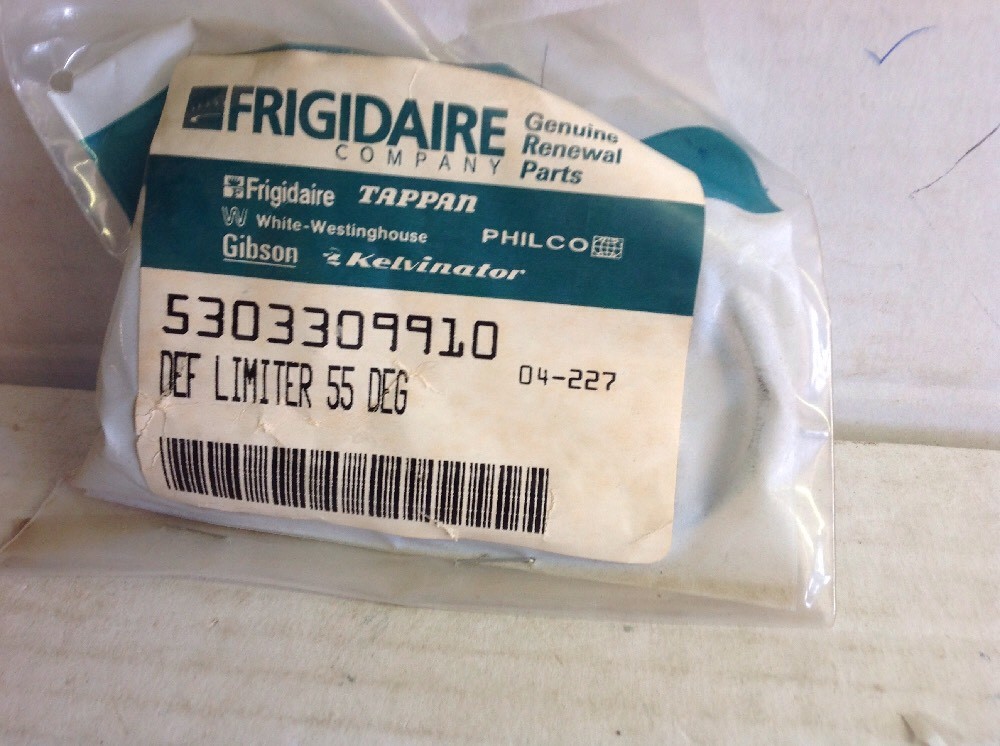 FRIGIDAIRE
COMPANY
Genuine
Renewal
Parts
Frigidaire TAPPAN
White-Westinghouse PHILCO
Gibson Kelvinator
5303309910
DEF LIMITER 55 DEG
04-227